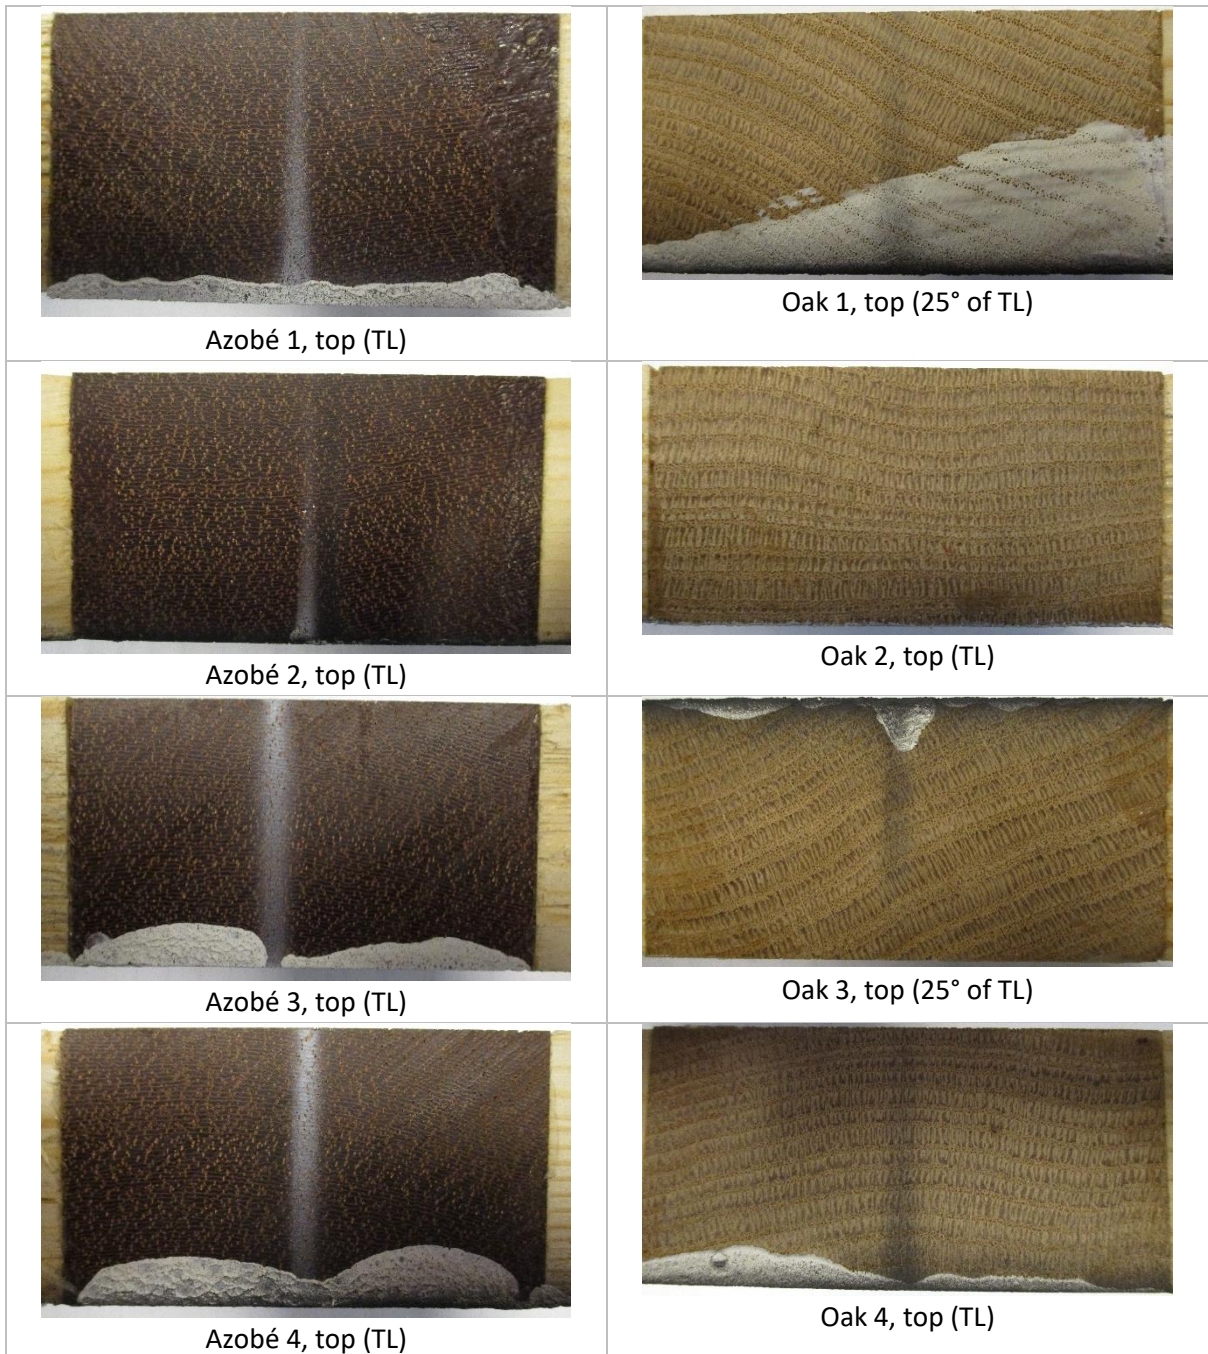 Azobé 1, top (TL)
Oak 1, top (25° of TL)
Azobé 2, top (TL)
Oak 2, top (TL)
Azobé 3, top (TL)
Oak 3, top (25° of TL)
Azobé 4, top (TL)
Oak 4, top (TL)